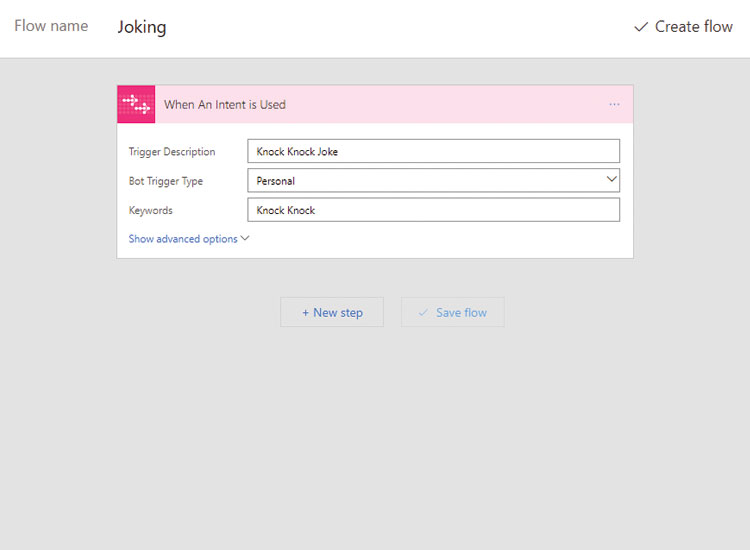 Flow name Joking Create flow
When An Intent is Used ...
Trigger Description Knock Knock Joke
Bot Trigger Type Personal
Keywords Knock Knock
Show advanced options
+ New step Save flow